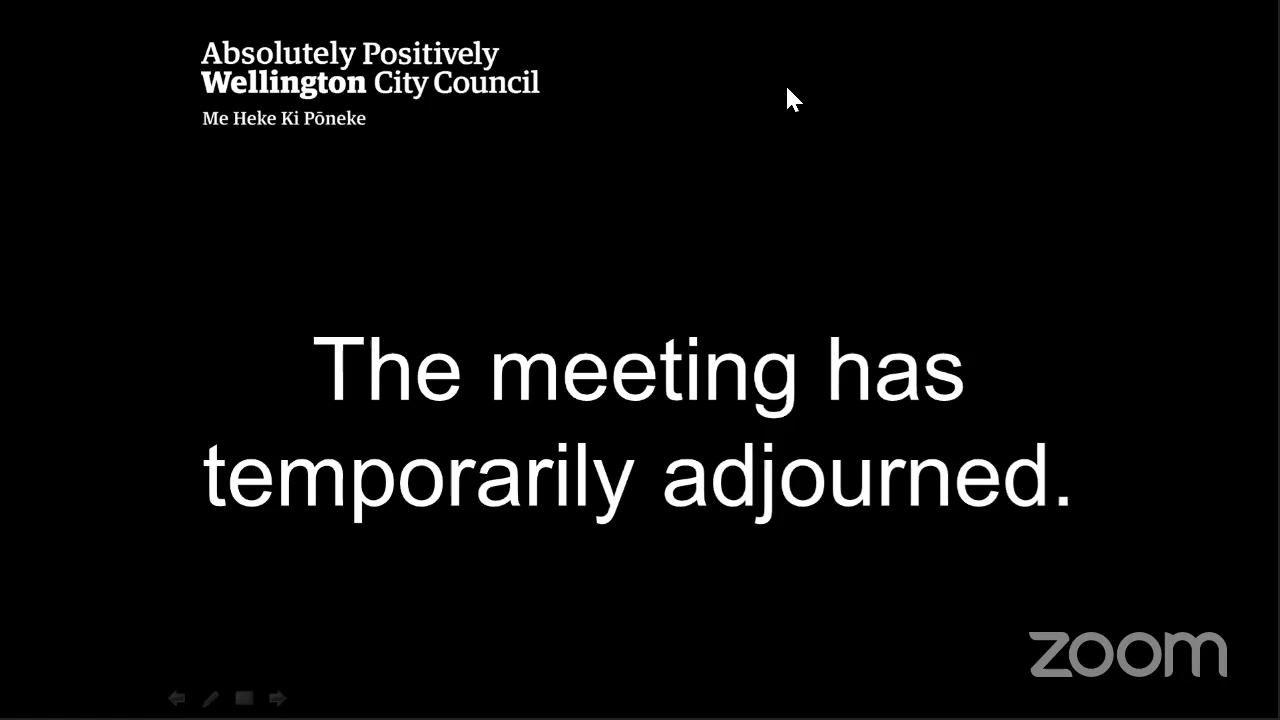 Absolutely Positively
Wellington City Council
Me Heke Ki Pōneke
The meeting has
temporarily adjourned.
zoom